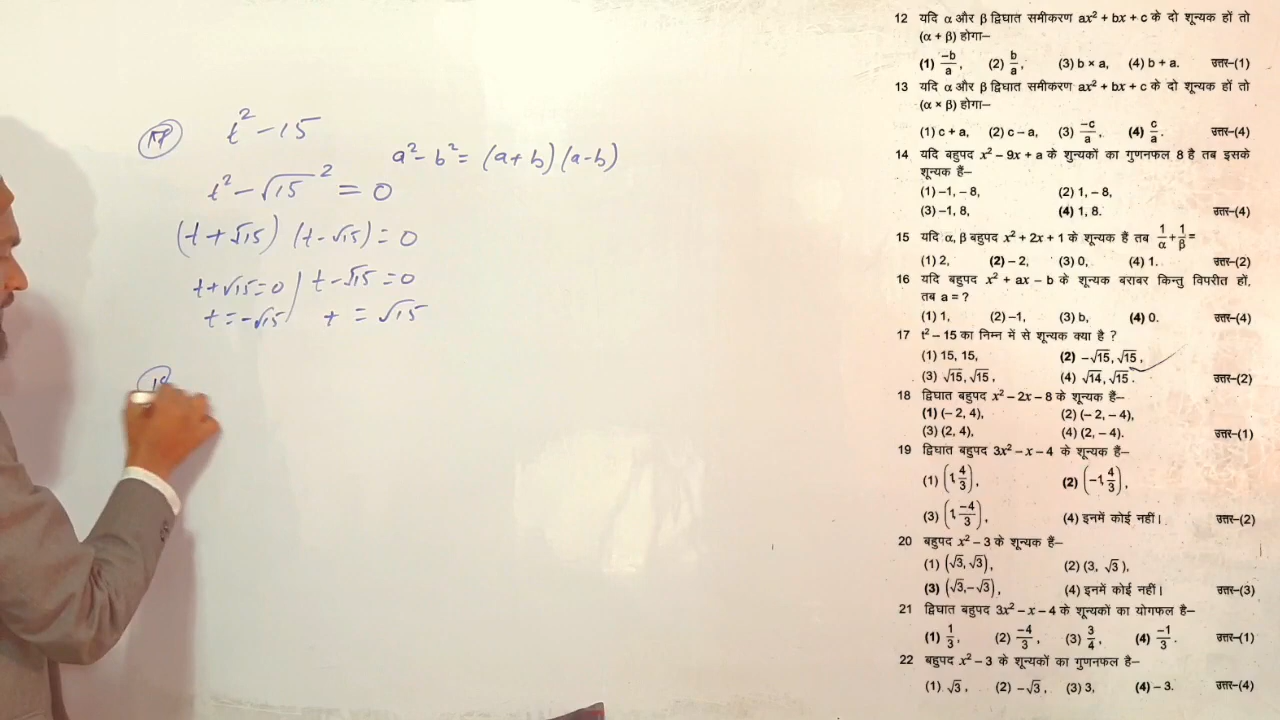 17 t² - 15
a² - b² = (a + b) (a - b)
t² - √15² = 0
(t + √15) (t - √15) = 0
t + √15 = 0 / t - √15 = 0
t = -√15 t = √15
12 यदि α और β द्विघात समीकरण ax² + bx + c के दो शून्यक हों तो
(α + β) होगा–
(1) -b/a, (2) b/a, (3) b × a, (4) b + a. उत्तर–(1)
13 यदि α और β द्विघात समीकरण ax² + bx + c के दो शून्यक हों तो
(α × β) होगा–
(1) c + a, (2) c – a, (3) -c/a, (4) c/a. उत्तर–(4)
14 यदि बहुपद x² – 9x + a के शुन्यकों का गुणनफल 8 है तब इसके
शून्यक हैं–
(1) –1, – 8, (2) 1, – 8,
(3) –1, 8, (4) 1, 8. उत्तर–(4)
15 यदि α, β बहुपद x² + 2x + 1 के शून्यक हैं तब 1/α + 1/β =
(1) 2, (2) – 2, (3) 0, (4) 1. उत्तर–(2)
16 यदि बहुपद x² + ax – b के शून्यक बराबर किन्तु विपरीत हों,
तब a = ?
(1) 1, (2) –1, (3) b, (4) 0. उत्तर–(4)
17 t² – 15 का निम्न में से शून्यक क्या है ?
(1) 15, 15, (2) –√15, √15,
(3) √15, √15, (4) √14, √15. उत्तर–(2)
18 द्विघात बहुपद x² – 2x – 8 के शून्यक हैं–
(1) (– 2, 4), (2) (– 2, – 4),
(3) (2, 4), (4) (2, – 4). उत्तर–(1)
19 द्विघात बहुपद 3x² – x – 4 के शून्यक हैं–
(1) (1, 4/3), (2) (–1, 4/3),
(3) (1, -4/3), (4) इनमें कोई नहीं। उत्तर–(2)
20 बहुपद x² – 3 के शून्यक हैं–
(1) (√3, √3), (2) (3, √3),
(3) (√3, –√3), (4) इनमें कोई नहीं। उत्तर–(3)
21 द्विघात बहुपद 3x² – x – 4 के शून्यकों का योगफल है–
(1) 1/3, (2) -4/3, (3) 3/4, (4) -1/3. उत्तर–(1)
22 बहुपद x² – 3 के शून्यकों का गुणनफल है–
(1) √3, (2) –√3, (3) 3, (4) – 3. उत्तर–(4)